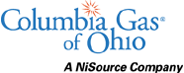 Columbia Gas®
of Ohio
A NiSource Company